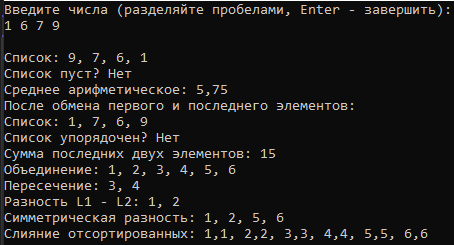 Введите числа (разделяйте пробелами, Enter - завершить):
1 6 7 9
Список: 9, 7, 6, 1
Список пуст? Нет
Среднее арифметическое: 5,75
После обмена первого и последнего элементов:
Список: 1, 7, 6, 9
Список упорядочен? Нет
Сумма последних двух элементов: 15
Объединение: 1, 2, 3, 4, 5, 6
Пересечение: 3, 4
Разность L1 - L2: 1, 2
Симметрическая разность: 1, 2, 5, 6
Слияние отсортированных: 1,1, 2,2, 3,3, 4,4, 5,5, 6,6